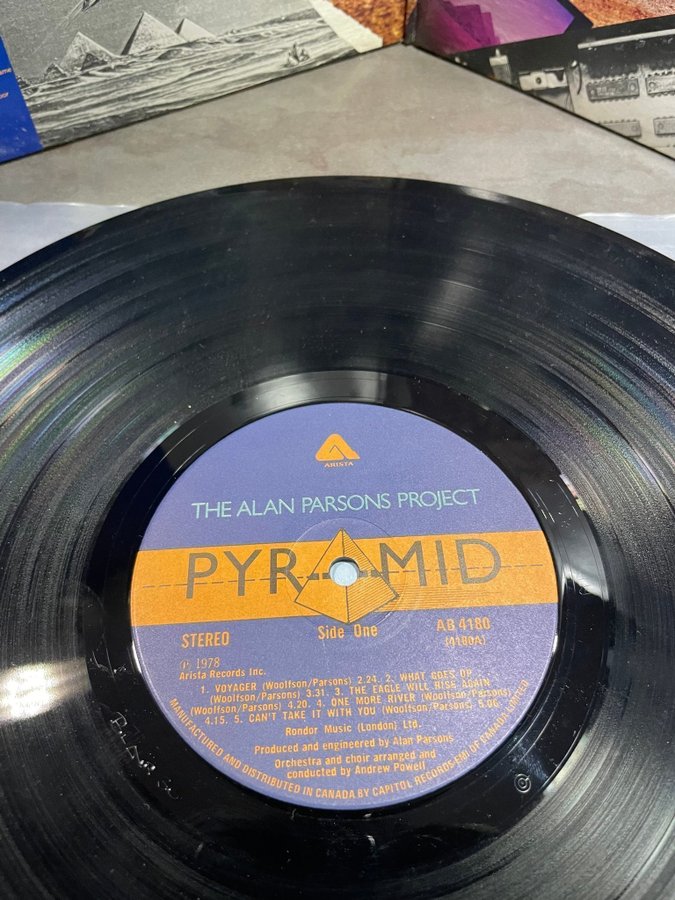 ARISTA
THE ALAN PARSONS PROJECT
PYRAMID
STEREO
Side One
AB 4180
(4180A)
℗ 1978
Arista Records Inc.
1. VOYAGER (Woolfson/Parsons) 2.24. 2. WHAT GOES UP
(Woolfson/Parsons) 3.31. 3. THE EAGLE WILL RISE AGAIN
(Woolfson/Parsons) 4.20. 4. ONE MORE RIVER (Woolfson/Parsons)
4.15. 5. CAN'T TAKE IT WITH YOU (Woolfson/Parsons) 5.06.
Rondor Music (London) Ltd.
Produced and engineered by Alan Parsons
Orchestra and choir arranged and
conducted by Andrew Powell
MANUFACTURED AND DISTRIBUTED IN CANADA BY CAPITOL RECORDS EMI OF CANADA LIMITED